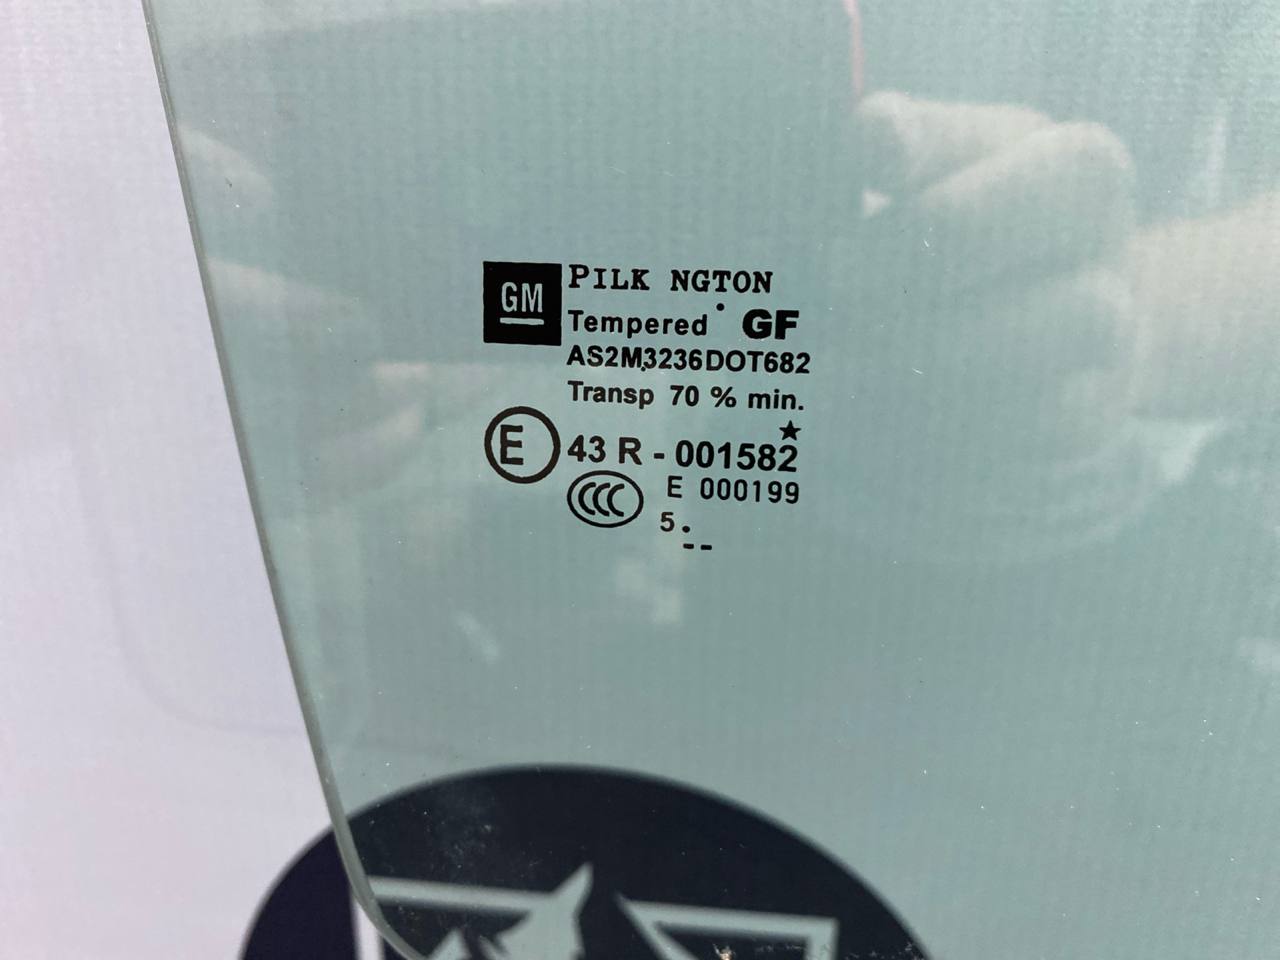 GM
PILK NGTON
Tempered GF
AS2M3236DOT682
Transp 70 % min.
E 43 R - 001582
CCC E 000199
5.
--